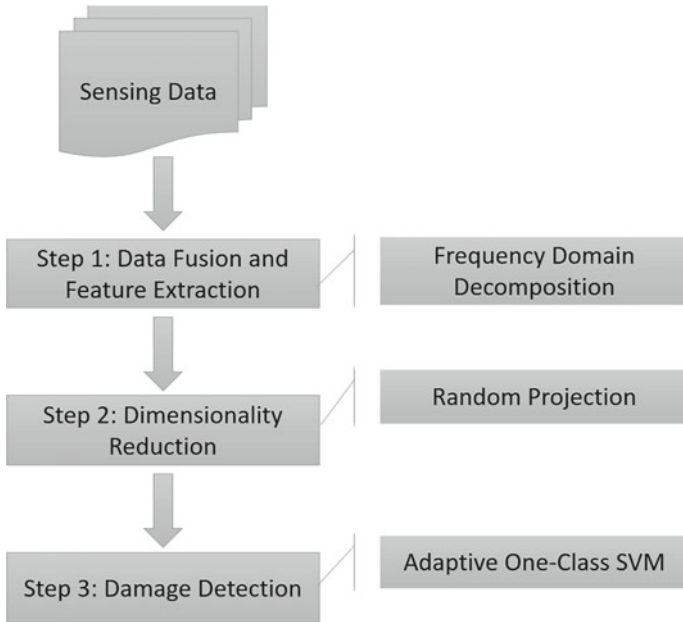 Sensing Data
Step 1: Data Fusion and
Feature Extraction
Frequency Domain
Decomposition
Step 2: Dimensionality
Reduction
Random Projection
Step 3: Damage Detection
Adaptive One-Class SVM